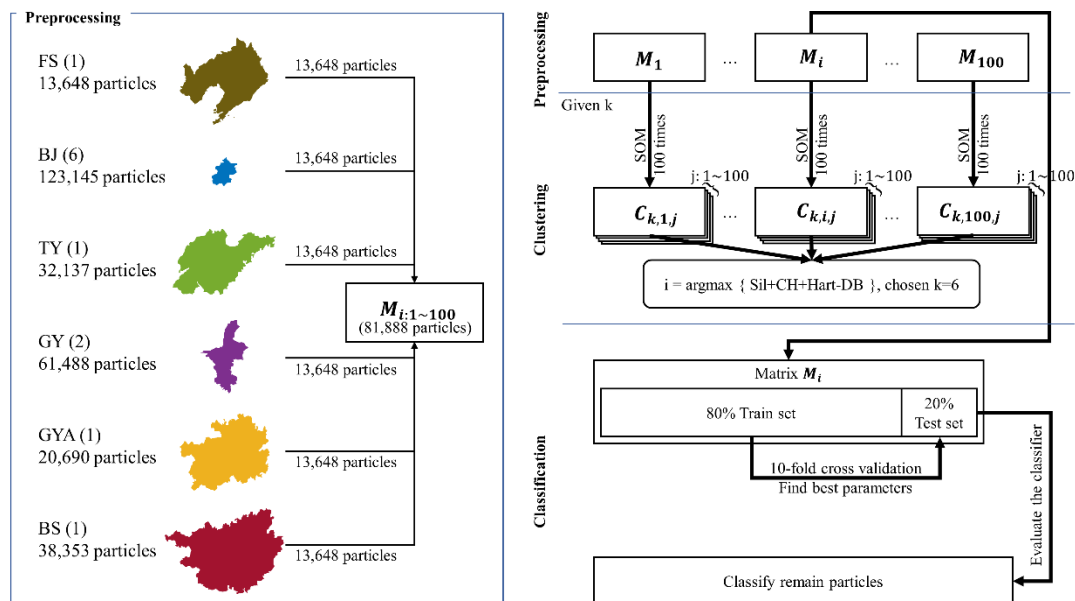 Preprocessing
FS (1)
13,648 particles
13,648 particles
BJ (6)
123,145 particles
13,648 particles
TY (1)
32,137 particles
13,648 particles
M_{i:1~100}
(81,888 particles)
GY (2)
61,488 particles
13,648 particles
GYA (1)
20,690 particles
13,648 particles
BS (1)
38,353 particles
13,648 particles
Preprocessing
M_1
...
M_i
...
M_{100}
Given k
Clustering
SOM
100 times
SOM
100 times
SOM
100 times
j: 1~100
j: 1~100
j: 1~100
C_{k,1,j}
...
C_{k,i,j}
...
C_{k,100,j}
i = argmax { Sil+CH+Hart-DB }, chosen k=6
Classification
Matrix M_i
80% Train set
20%
Test set
10-fold cross validation
Find best parameters
Evaluate the classifier
Classify remain particles